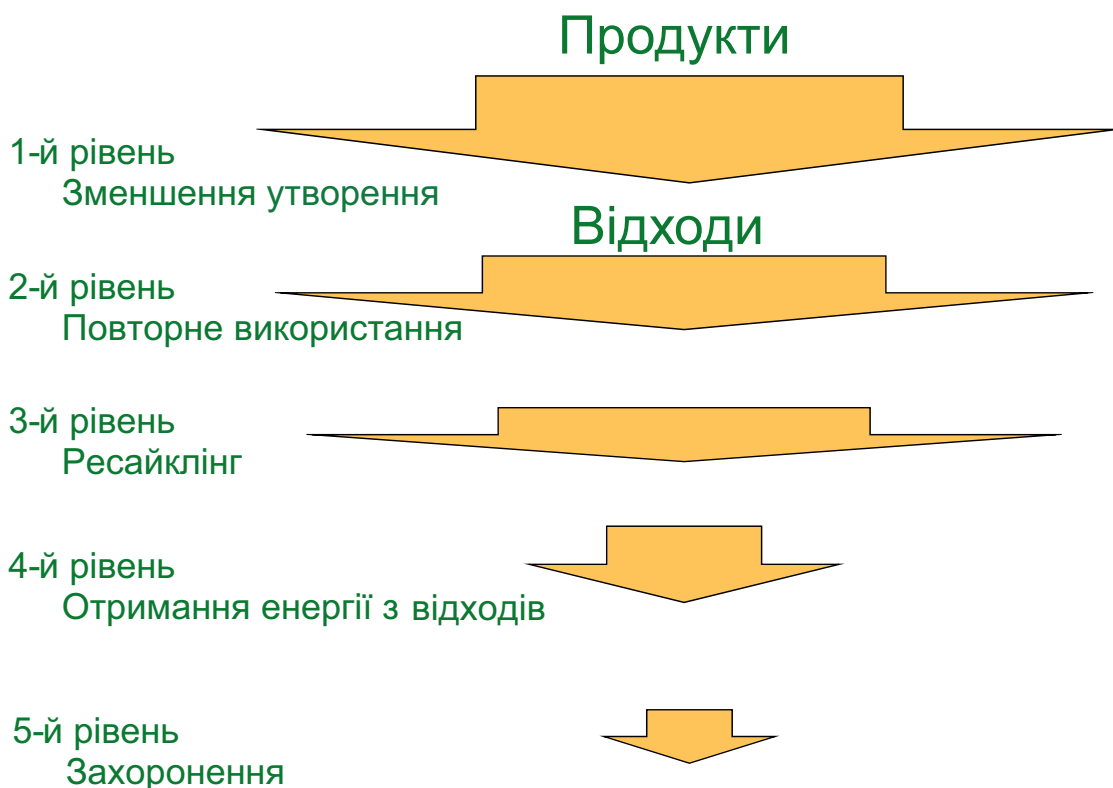 Продукти
1-й рівень
Зменшення утворення
Відходи
2-й рівень
Повторне використання
3-й рівень
Ресайклінг
4-й рівень
Отримання енергії з відходів
5-й рівень
Захоронення